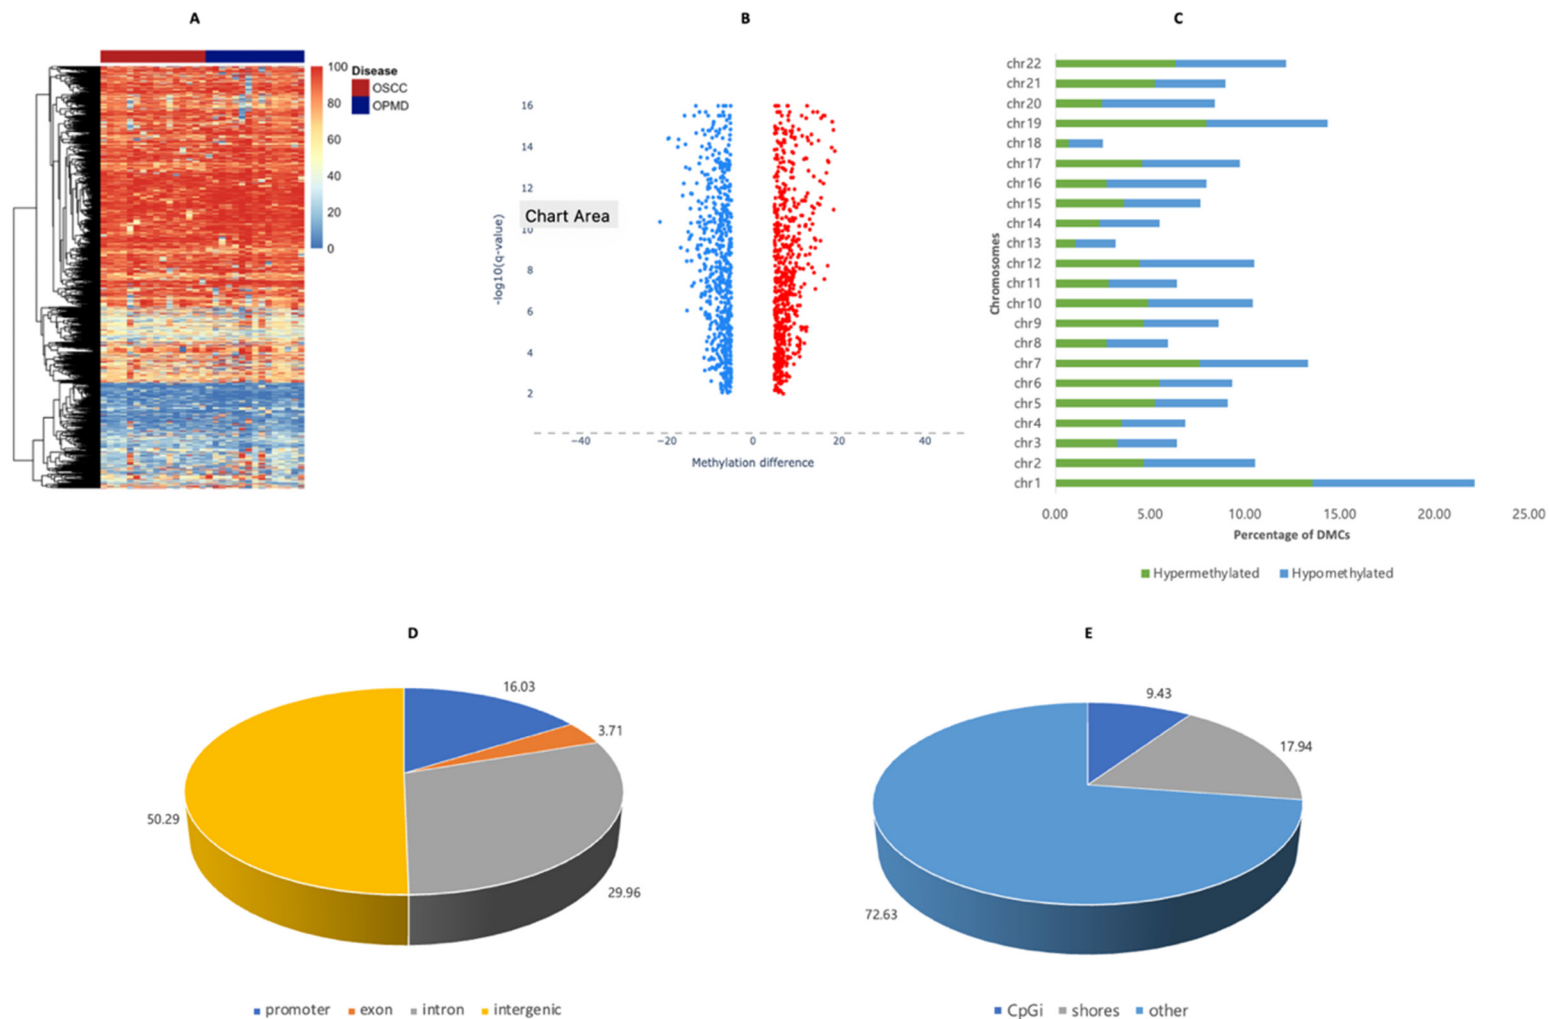 A
B
C
100
80
60
40
20
0
Disease
OSCC
OPMD
16
14
12
10
8
6
4
2
-log10(q-value)
Chart Area
−40
−20
0
20
40
Methylation difference
chr22
chr21
chr20
chr19
chr18
chr17
chr16
chr15
chr14
chr13
chr12
chr11
chr10
chr9
chr8
chr7
chr6
chr5
chr4
chr3
chr2
chr1
Chromosomes
0.00 5.00 10.00 15.00 20.00 25.00
Percentage of DMCs
Hypermethylated Hypomethylated
D
16.03
3.71
50.29
29.96
promoter exon intron intergenic
E
9.43
17.94
72.63
CpGi shores other